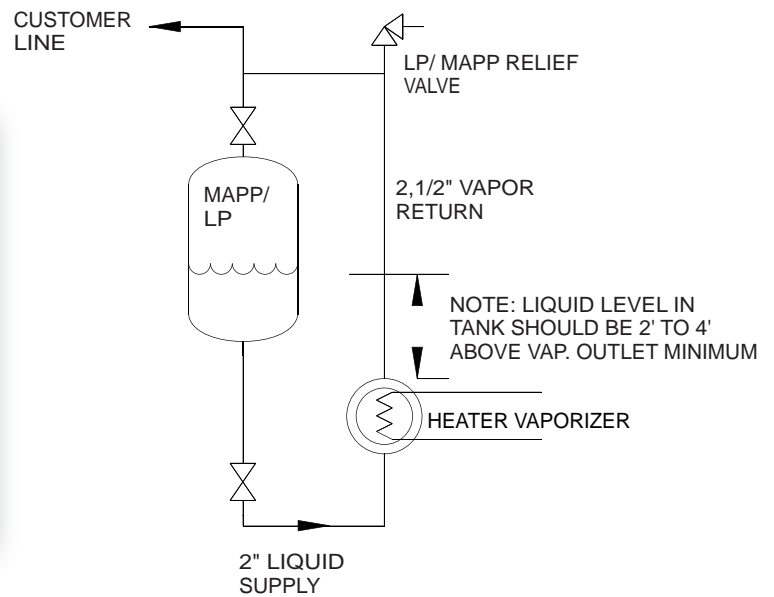 CUSTOMER
LINE
LP/ MAPP RELIEF
VALVE
MAPP/
LP
2,1/2" VAPOR
RETURN
NOTE: LIQUID LEVEL IN
TANK SHOULD BE 2' TO 4'
ABOVE VAP. OUTLET MINIMUM
HEATER VAPORIZER
2" LIQUID
SUPPLY